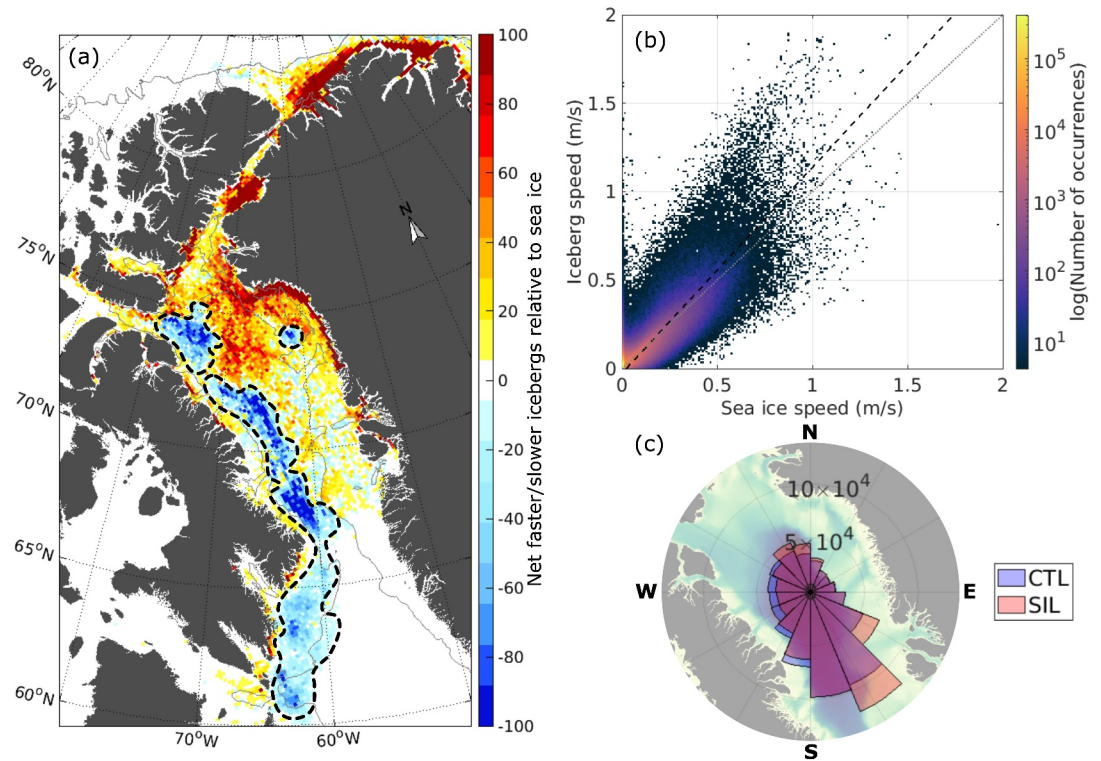 (a)
80°N
75°N
70°N
65°N
60°N
70°W
60°W
N
100
80
60
40
20
0
-20
-40
-60
-80
-100
Net faster/slower icebergs relative to sea ice
(b)
2
1.5
1
0.5
0
0
0.5
1
1.5
2
Iceberg speed (m/s)
Sea ice speed (m/s)
10⁵
10⁴
10³
10²
10¹
log(Number of occurrences)
(c)
N
10×10⁴
5×10⁴
W
E
S
CTL
SIL